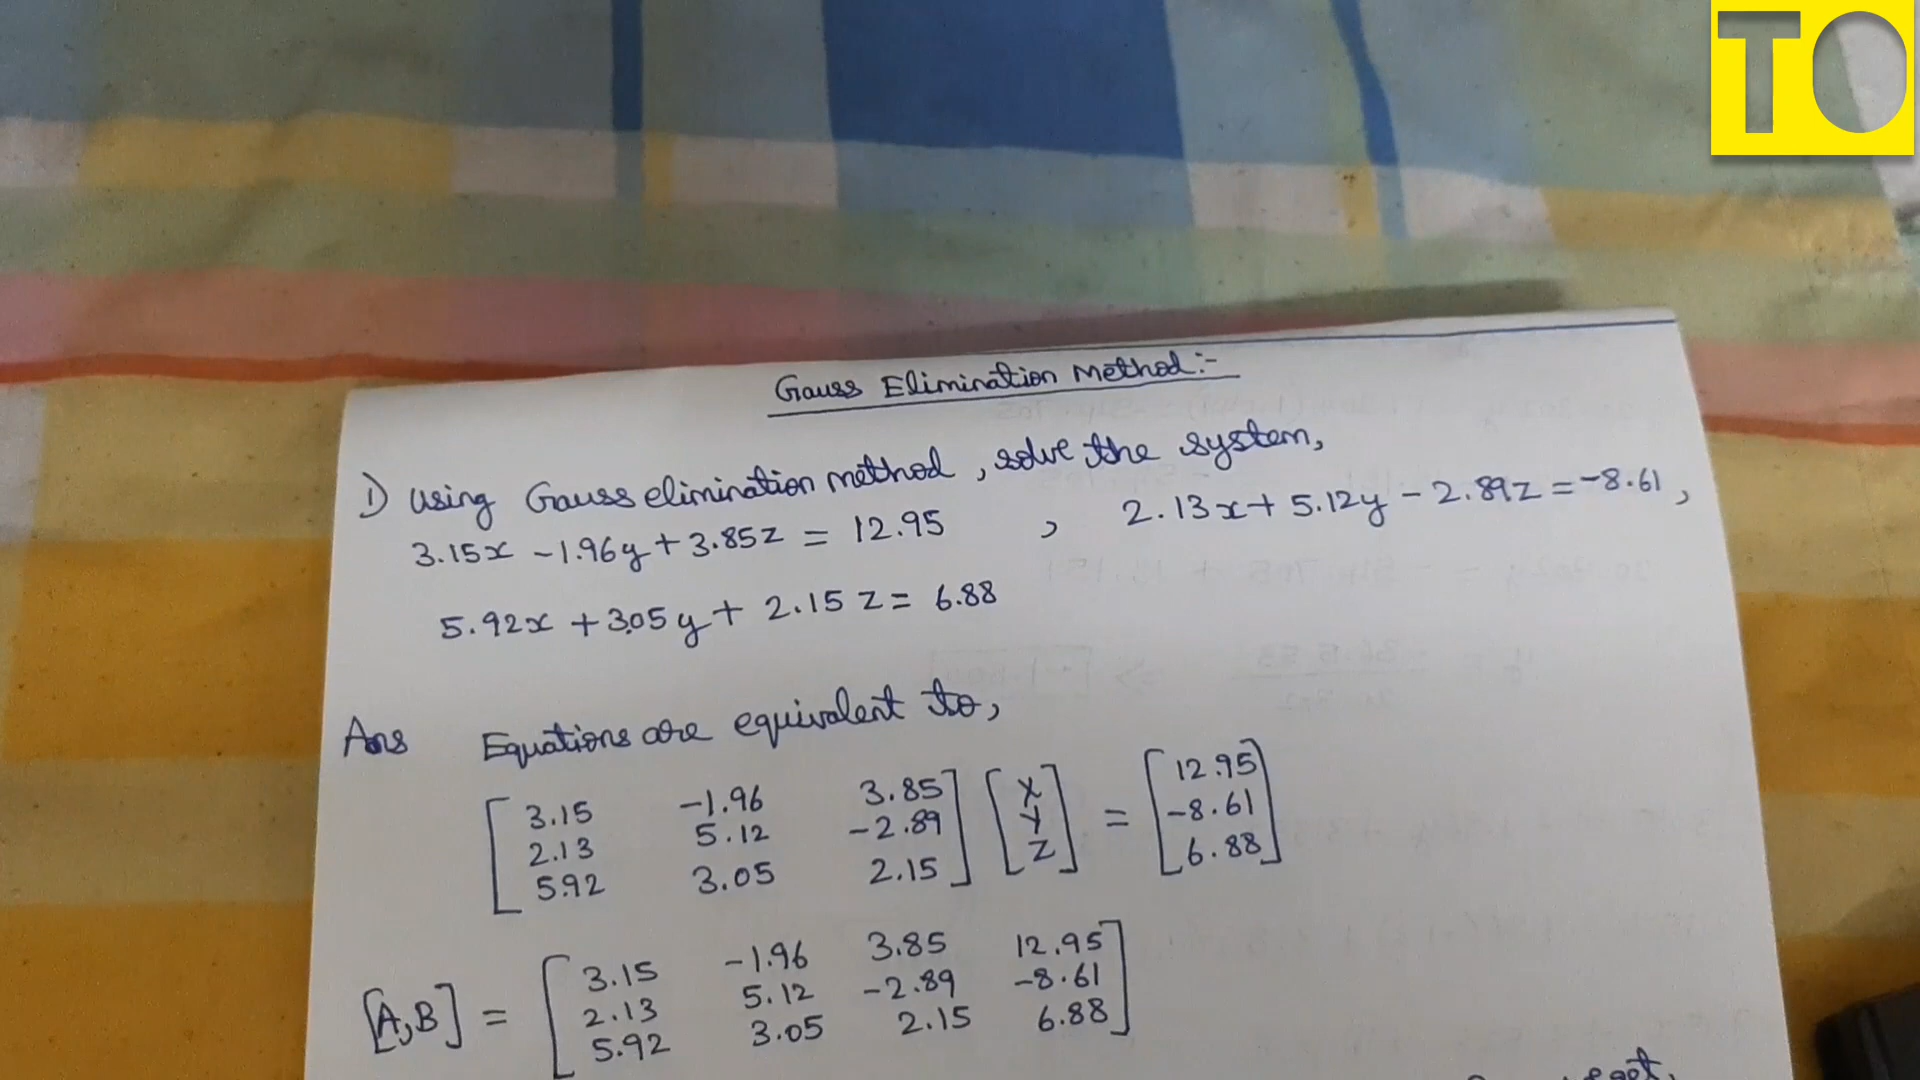 TO
Gauss Elimination Method:-
1) using Gauss elimination method, solve the system,
3.15x -1.96y + 3.85z = 12.95 , 2.13x + 5.12y - 2.89z = -8.61,
5.92x + 3.05y + 2.15z = 6.88
Ans Equations are equivalent to,
[3.15 -1.96 3.85] [X] = [12.95]
[2.13 5.12 -2.89] [Y] [-8.61]
[5.92 3.05 2.15] [Z] [6.88]
[A,B] = [3.15 -1.96 3.85 12.95]
[2.13 5.12 -2.89 -8.61]
[5.92 3.05 2.15 6.88]